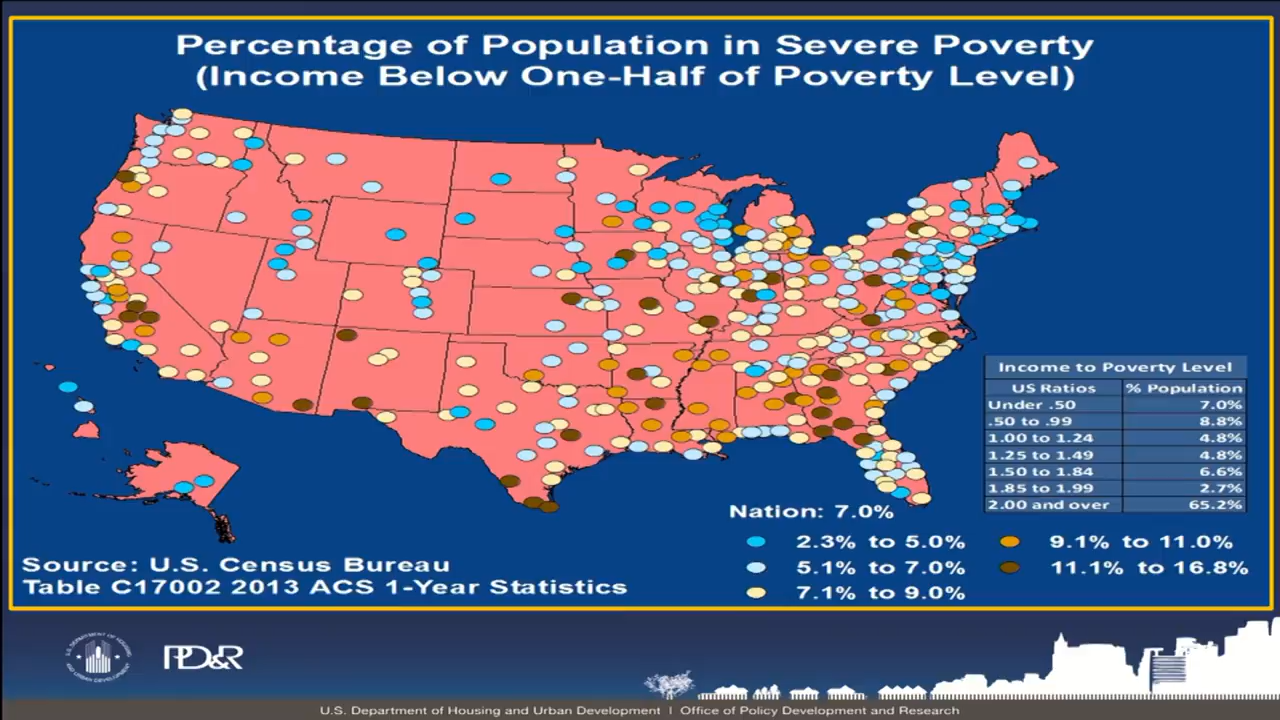 Percentage of Population in Severe Poverty
(Income Below One-Half of Poverty Level)
Income to Poverty Level
US Ratios % Population
Under .50 7.0%
.50 to .99 8.8%
1.00 to 1.24 4.8%
1.25 to 1.49 4.8%
1.50 to 1.84 6.6%
1.85 to 1.99 2.7%
2.00 and over 65.2%
Nation: 7.0%
2.3% to 5.0% 9.1% to 11.0%
5.1% to 7.0% 11.1% to 16.8%
7.1% to 9.0%
Source: U.S. Census Bureau
Table C17002 2013 ACS 1-Year Statistics
U.S. DEPARTMENT OF HOUSING
AND URBAN DEVELOPMENT
PD&R
U.S. Department of Housing and Urban Development | Office of Policy Development and Research